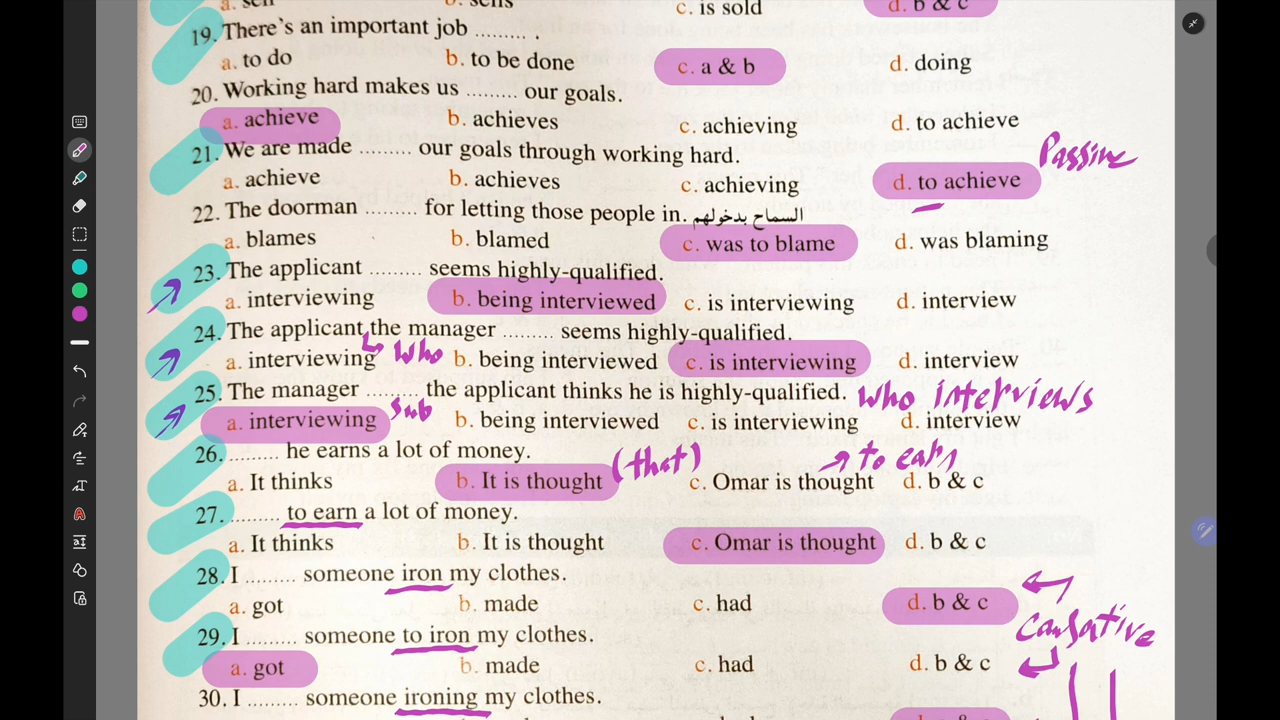 a. sell b. sells c. is sold d. b & c
19. There's an important job ......... .
a. to do b. to be done c. a & b d. doing
20. Working hard makes us ......... our goals.
a. achieve b. achieves c. achieving d. to achieve
21. We are made ......... our goals through working hard. Passive
a. achieve b. achieves c. achieving d. to achieve
22. The doorman ......... for letting those people in. السماح بدخولهم
a. blames b. blamed c. was to blame d. was blaming
23. The applicant ......... seems highly-qualified.
a. interviewing b. being interviewed c. is interviewing d. interview
24. The applicant the manager ......... seems highly-qualified.
who
a. interviewing b. being interviewed c. is interviewing d. interview
25. The manager ......... the applicant thinks he is highly-qualified. who interviews
a. interviewing sub b. being interviewed c. is interviewing d. interview
26. ......... he earns a lot of money. (that) to earn
a. It thinks b. It is thought c. Omar is thought d. b & c
27. ......... to earn a lot of money.
a. It thinks b. It is thought c. Omar is thought d. b & c
28. I ......... someone iron my clothes.
a. got b. made c. had d. b & c
29. I ......... someone to iron my clothes. causative
a. got b. made c. had d. b & c
30. I ......... someone ironing my clothes.